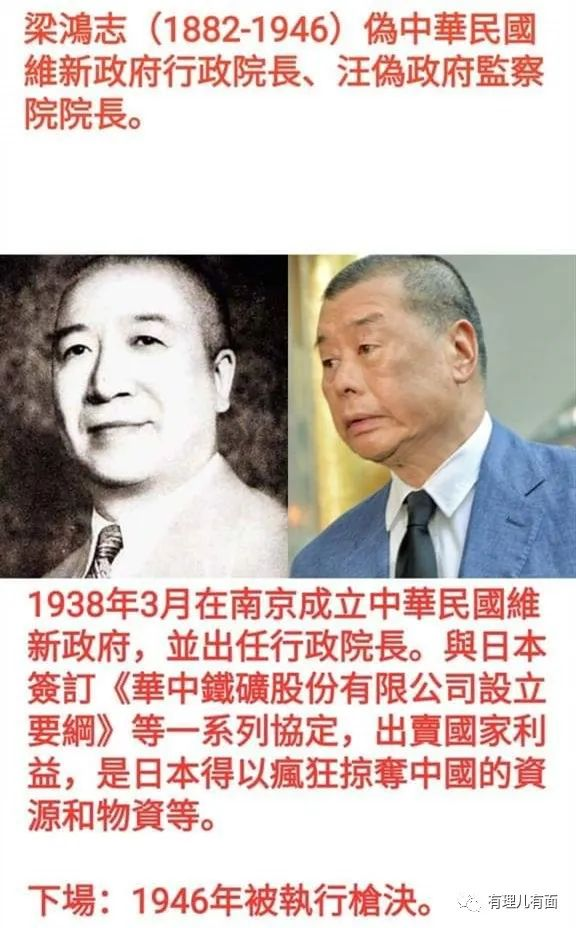 梁鴻志（1882-1946）偽中華民國
維新政府行政院長、汪偽政府監察
院院長。
1938年3月在南京成立中華民國維
新政府，並出任行政院長。與日本
簽訂《華中鐵礦股份有限公司設立
要綱》等一系列協定，出賣國家利
益，是日本得以瘋狂掠奪中國的資
源和物資等。
下場：1946年被執行槍決。
有理儿有面